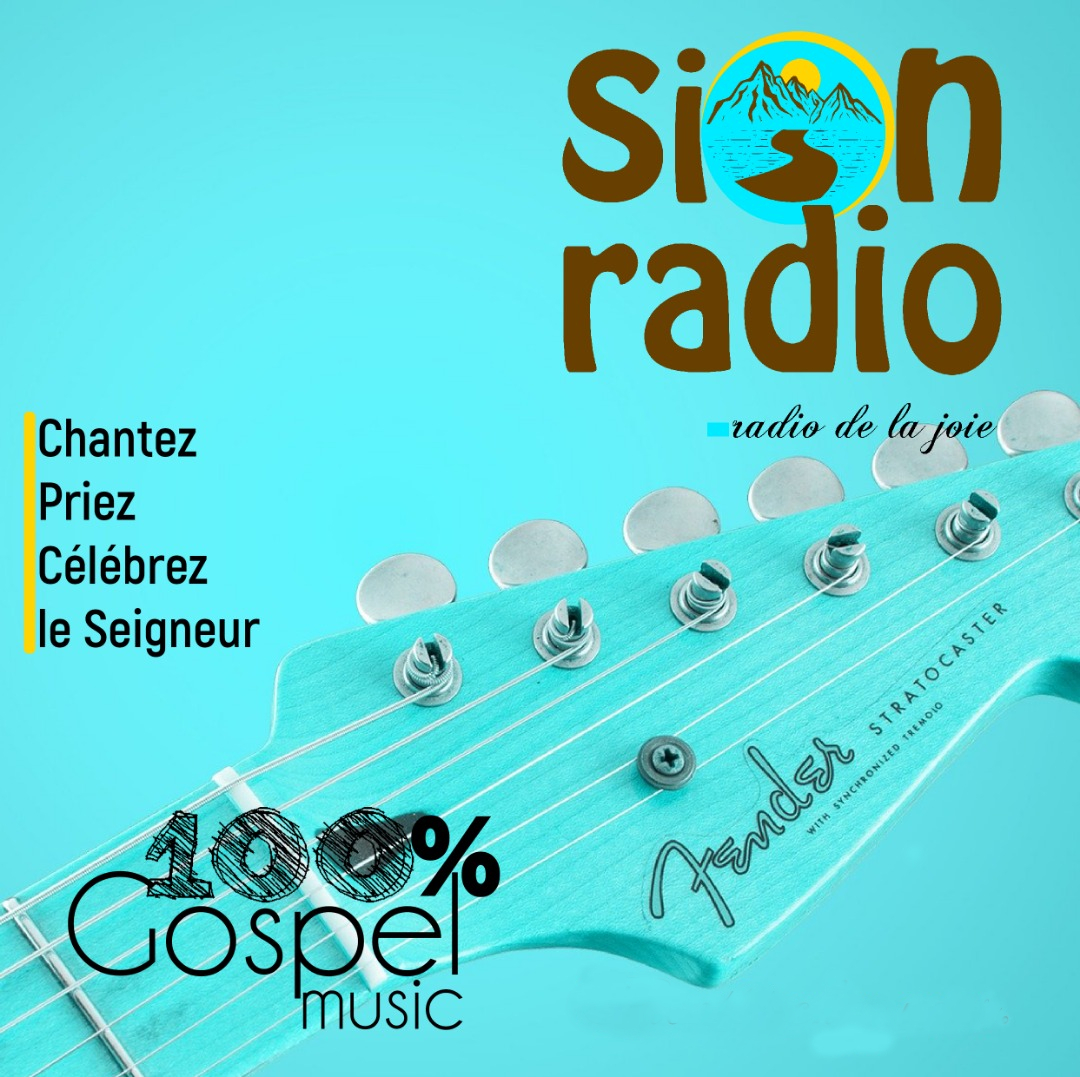 sion
radio
radio de la joie
Chantez
Priez
Célébrez
le Seigneur
Fender STRATOCASTER
WITH SYNCHRONIZED TREMOLO
100%
Gospel
music